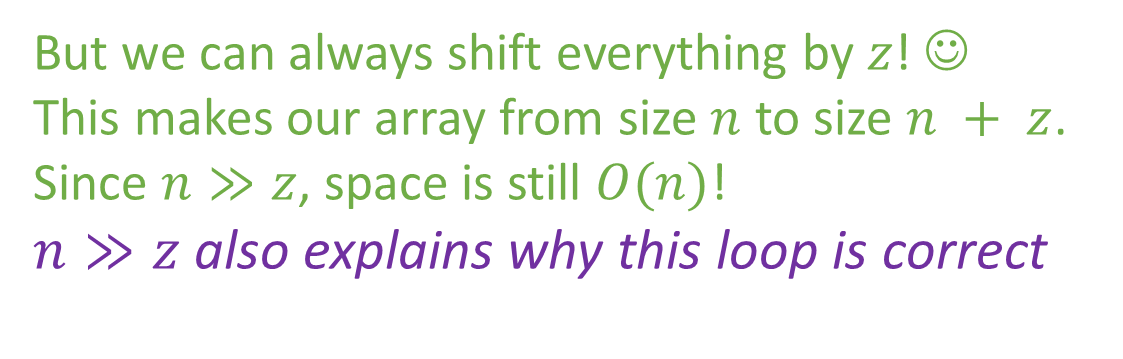 But we can always shift everything by z! ☺
This makes our array from size n to size n + z.
Since n ≫ z, space is still O(n)!
n ≫ z also explains why this loop is correct